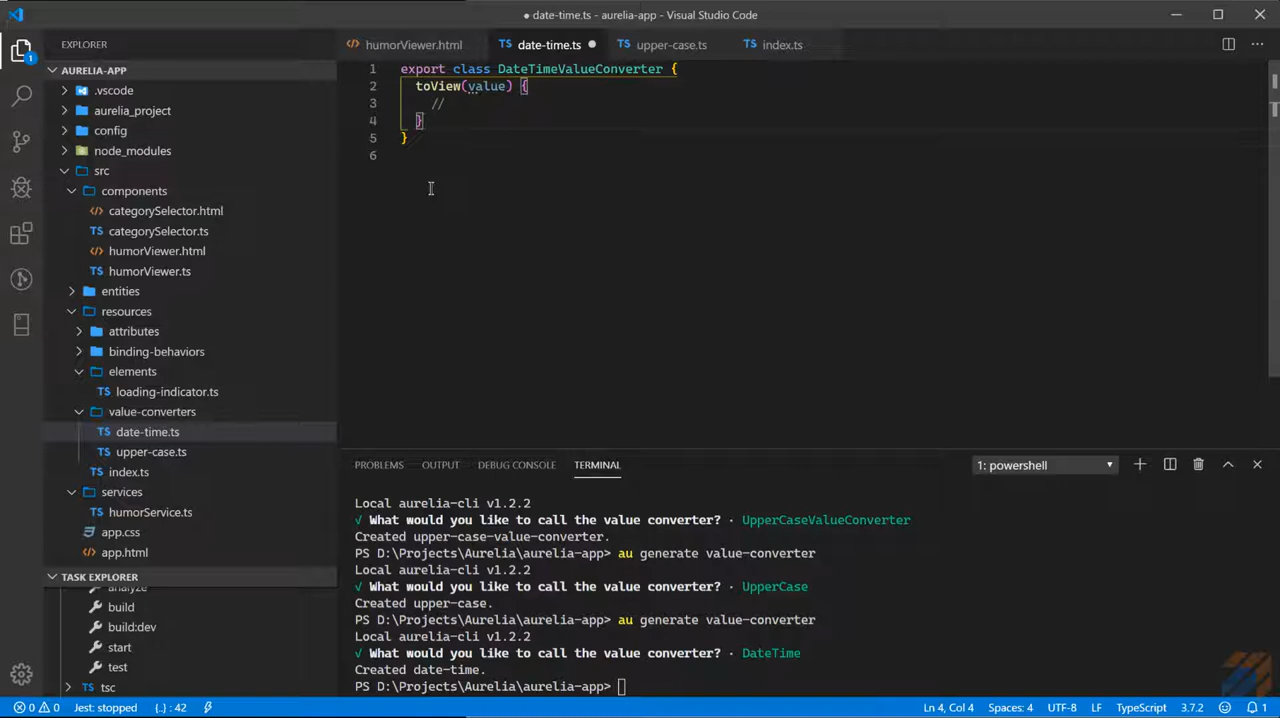 ● date-time.ts - aurelia-app - Visual Studio Code
EXPLORER
humorViewer.html
TS date-time.ts ●
TS upper-case.ts
TS index.ts
1
AURELIA-APP
.vscode
aurelia_project
config
node_modules
src
components
categorySelector.html
TS categorySelector.ts
humorViewer.html
TS humorViewer.ts
entities
resources
attributes
binding-behaviors
elements
TS loading-indicator.ts
value-converters
TS date-time.ts
TS upper-case.ts
TS index.ts
services
TS humorService.ts
app.css
app.html
TASK EXPLORER
analyze
build
build:dev
start
test
tsc
1 export class DateTimeValueConverter {
2 toView(value) {
3 //
4 }
5 }
6
PROBLEMS OUTPUT DEBUG CONSOLE TERMINAL
1: powershell
Local aurelia-cli v1.2.2
√ What would you like to call the value converter? · UpperCaseValueConverter
Created upper-case-value-converter.
PS D:\Projects\Aurelia\aurelia-app> au generate value-converter
Local aurelia-cli v1.2.2
√ What would you like to call the value converter? · UpperCase
Created upper-case.
PS D:\Projects\Aurelia\aurelia-app> au generate value-converter
Local aurelia-cli v1.2.2
√ What would you like to call the value converter? · DateTime
Created date-time.
PS D:\Projects\Aurelia\aurelia-app>
0 0 Jest: stopped {..} : 42
Ln 4, Col 4 Spaces: 4 UTF-8 LF TypeScript 3.7.2 1